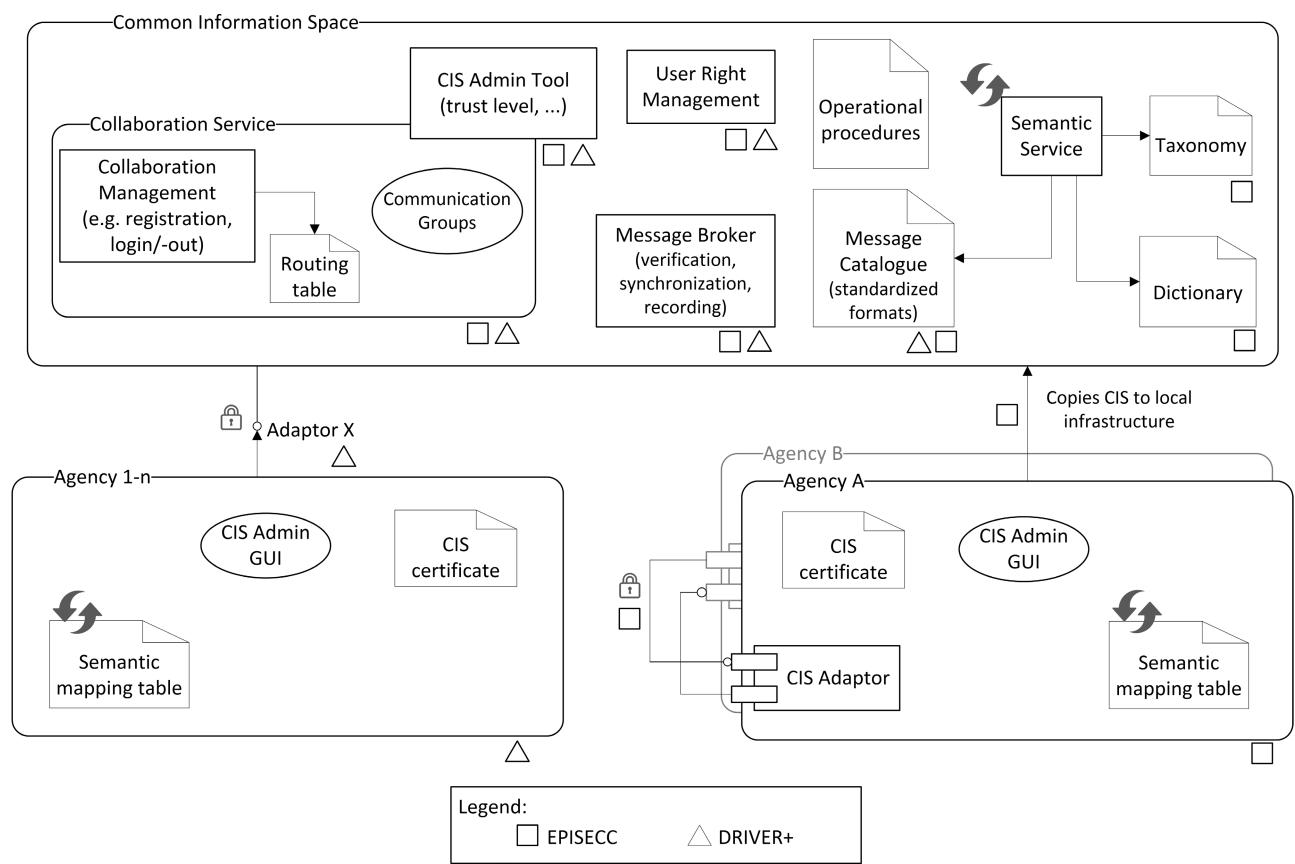 Common Information Space
CIS Admin Tool
(trust level, ...)
User Right
Management
Operational
procedures
Semantic
Service
Taxonomy
Collaboration Service
Collaboration
Management
(e.g. registration,
login/-out)
Communication
Groups
Routing
table
Message Broker
(verification,
synchronization,
recording)
Message
Catalogue
(standardized
formats)
Dictionary
Adaptor X
Copies CIS to local
infrastructure
Agency 1-n
CIS Admin
GUI
CIS
certificate
Semantic
mapping table
Agency B
Agency A
CIS
certificate
CIS Admin
GUI
CIS Adaptor
Semantic
mapping table
Legend:
EPISECC
DRIVER+